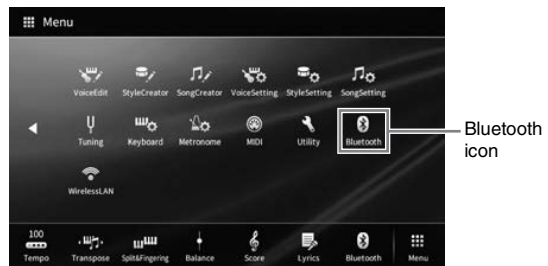 Menu
VoiceEdit StyleCreator SongCreator VoiceSetting StyleSetting SongSetting
Tuning Keyboard Metronome MIDI Utility Bluetooth
Bluetooth
icon
WirelessLAN
100
Tempo Transpose Split&Fingering Balance Score Lyrics Bluetooth Menu